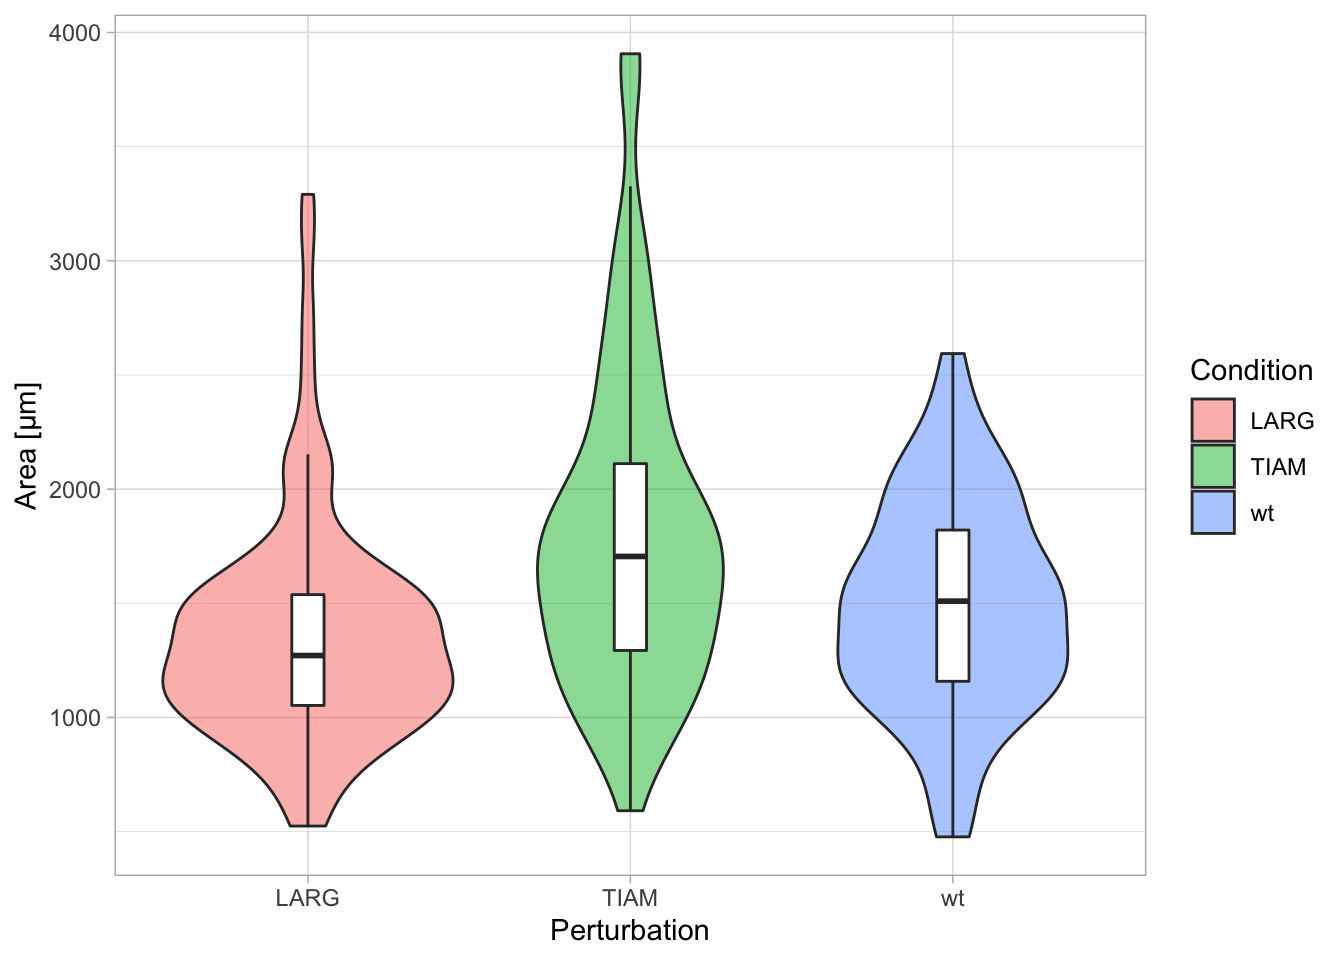 4000
3000
2000
1000
Area [µm]
LARG
TIAM
wt
Perturbation
Condition
LARG
TIAM
wt